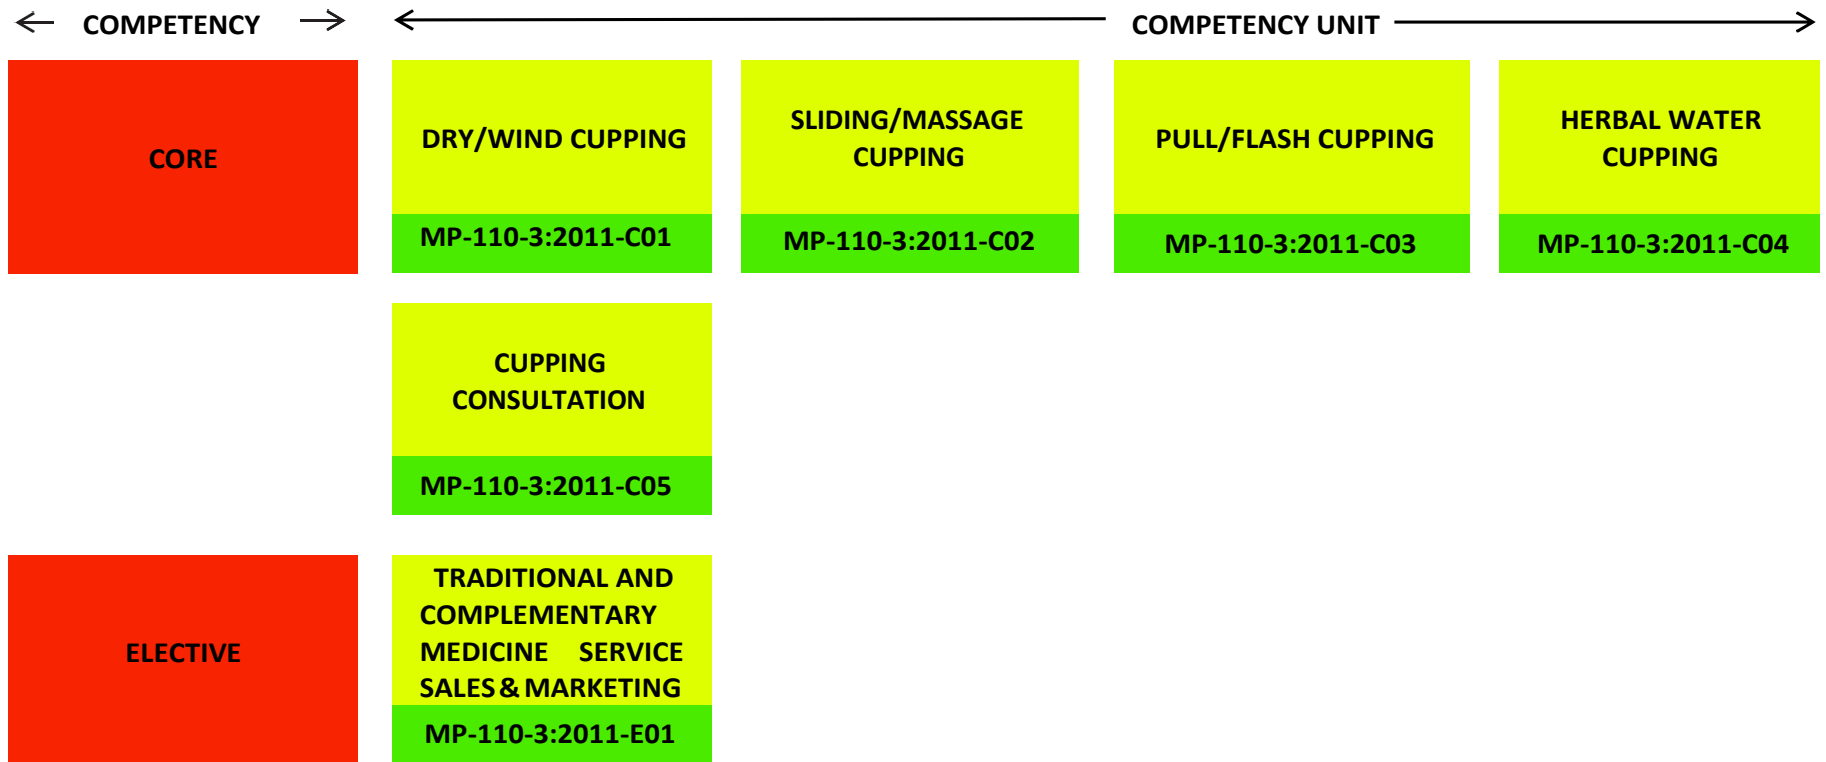 COMPETENCY
COMPETENCY UNIT
CORE
DRY/WIND CUPPING
MP-110-3:2011-C01
SLIDING/MASSAGE
CUPPING
MP-110-3:2011-C02
PULL/FLASH CUPPING
MP-110-3:2011-C03
HERBAL WATER
CUPPING
MP-110-3:2011-C04
CUPPING
CONSULTATION
MP-110-3:2011-C05
ELECTIVE
TRADITIONAL AND
COMPLEMENTARY
MEDICINE SERVICE
SALES & MARKETING
MP-110-3:2011-E01